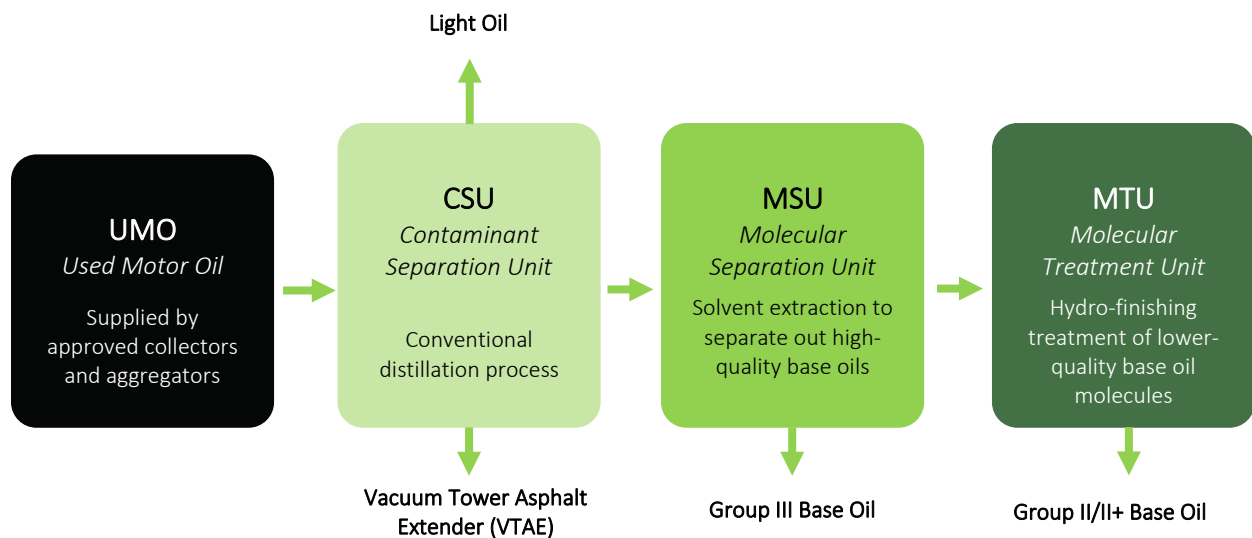 Light Oil
UMO
Used Motor Oil
Supplied by
approved collectors
and aggregators
CSU
Contaminant
Separation Unit
Conventional
distillation process
MSU
Molecular
Separation Unit
Solvent extraction to
separate out high-
quality base oils
MTU
Molecular
Treatment Unit
Hydro-finishing
treatment of lower-
quality base oil
molecules
Vacuum Tower Asphalt
Extender (VTAE)
Group III Base Oil
Group II/II+ Base Oil